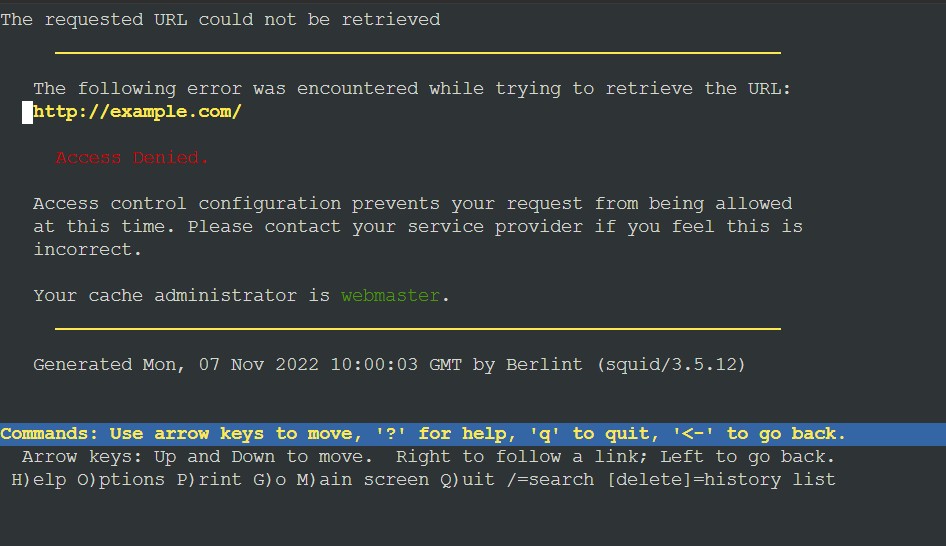 The requested URL could not be retrieved
The following error was encountered while trying to retrieve the URL:
http://example.com/
Access Denied.
Access control configuration prevents your request from being allowed
at this time. Please contact your service provider if you feel this is
incorrect.
Your cache administrator is webmaster.
Generated Mon, 07 Nov 2022 10:00:03 GMT by Berlint (squid/3.5.12)
Commands: Use arrow keys to move, '?' for help, 'q' to quit, '<-' to go back.
Arrow keys: Up and Down to move.  Right to follow a link; Left to go back.
H)elp O)ptions P)rint G)o M)ain screen Q)uit /=search [delete]=history list